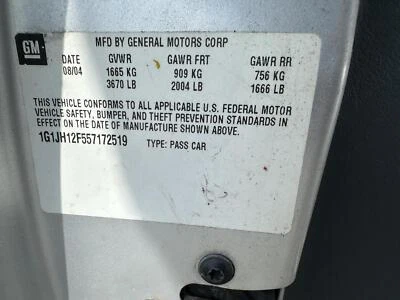 GM
MFD BY GENERAL MOTORS CORP
DATE GVWR GAWR FRT GAWR RR
08/04 1665 KG 909 KG 756 KG
3670 LB 2004 LB 1666 LB
THIS VEHICLE CONFORMS TO ALL APPLICABLE U.S. FEDERAL MOTOR
VEHICLE SAFETY, BUMPER, AND THEFT PREVENTION STANDARDS IN
EFFECT ON THE DATE OF MANUFACTURE SHOWN ABOVE.
1G1JH12F557172519 TYPE: PASS CAR